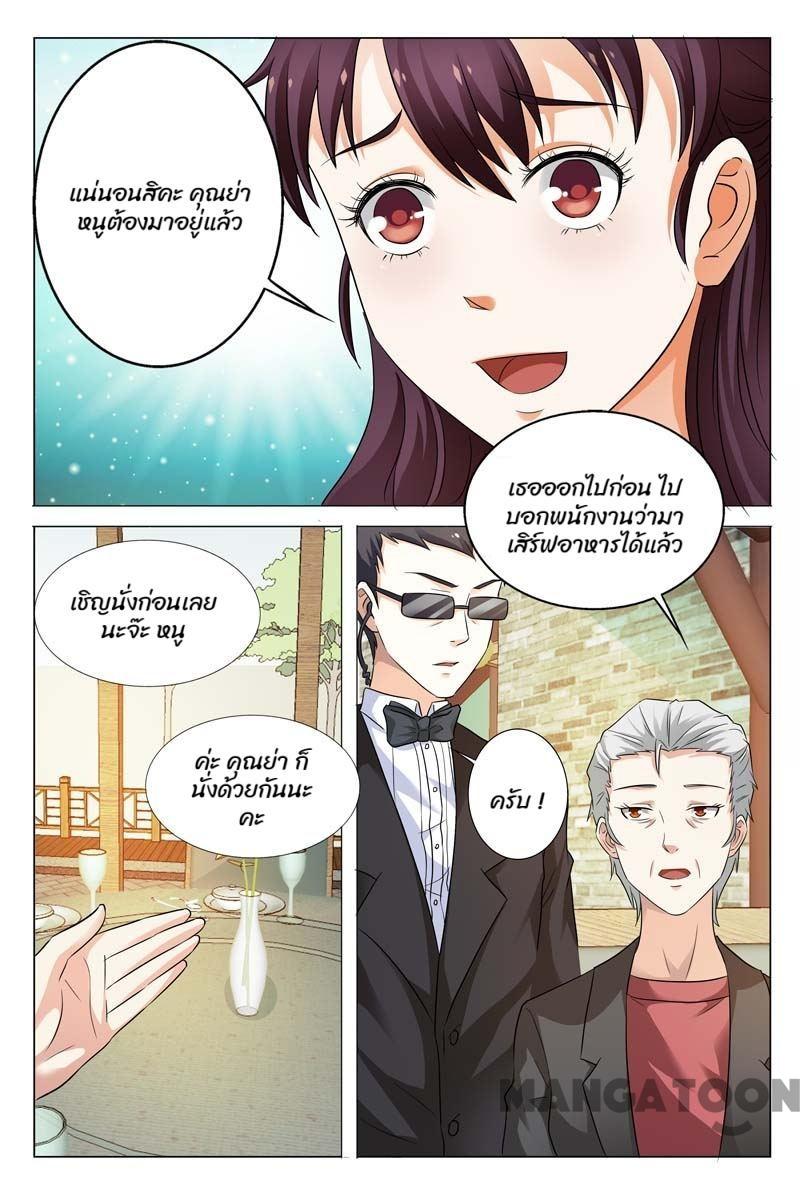 แน่นอนสิคะ คุณย่า
หนูต้องมาอยู่แล้ว
เชิญนั่งก่อนเลย
นะจ๊ะ หนู
ค่ะ คุณย่า ก็
นั่งด้วยกันนะ
คะ
เธอออกไปก่อน ไป
บอกพนักงานว่ามา
เสิร์ฟอาหารได้แล้ว
ครับ !
MANGATOON